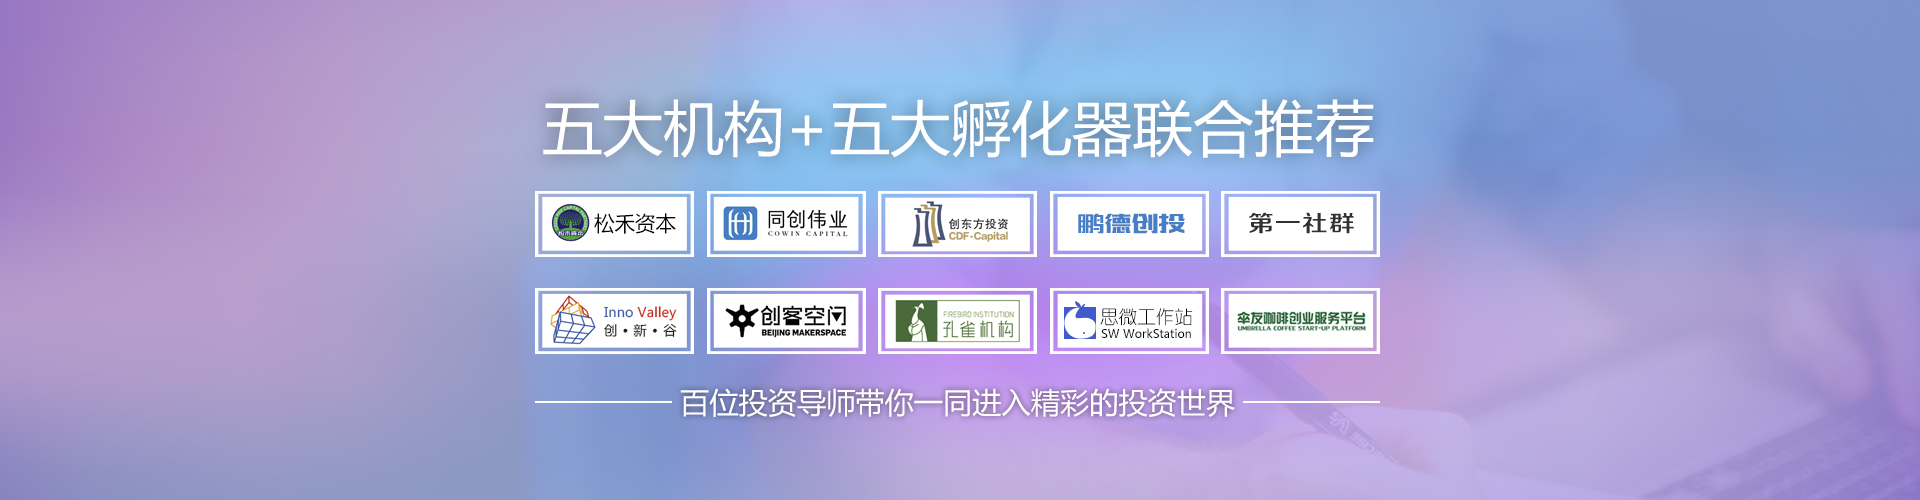 五大机构+五大孵化器联合推荐
松禾资本
松禾资本
同创伟业
COWIN CAPITAL
创东方投资
CDF-Capital
鹏德创投
第一社群
Inno Valley
创·新·谷
创客空间
BEIJING MAKERSPACE
FIREBIRD INSTITUTION
孔雀机构
思微工作站
SW WorkStation
伞友咖啡创业服务平台
UMBRELLA COFFEE START-UP PLATFORM
百位投资导师带你一同进入精彩的投资世界